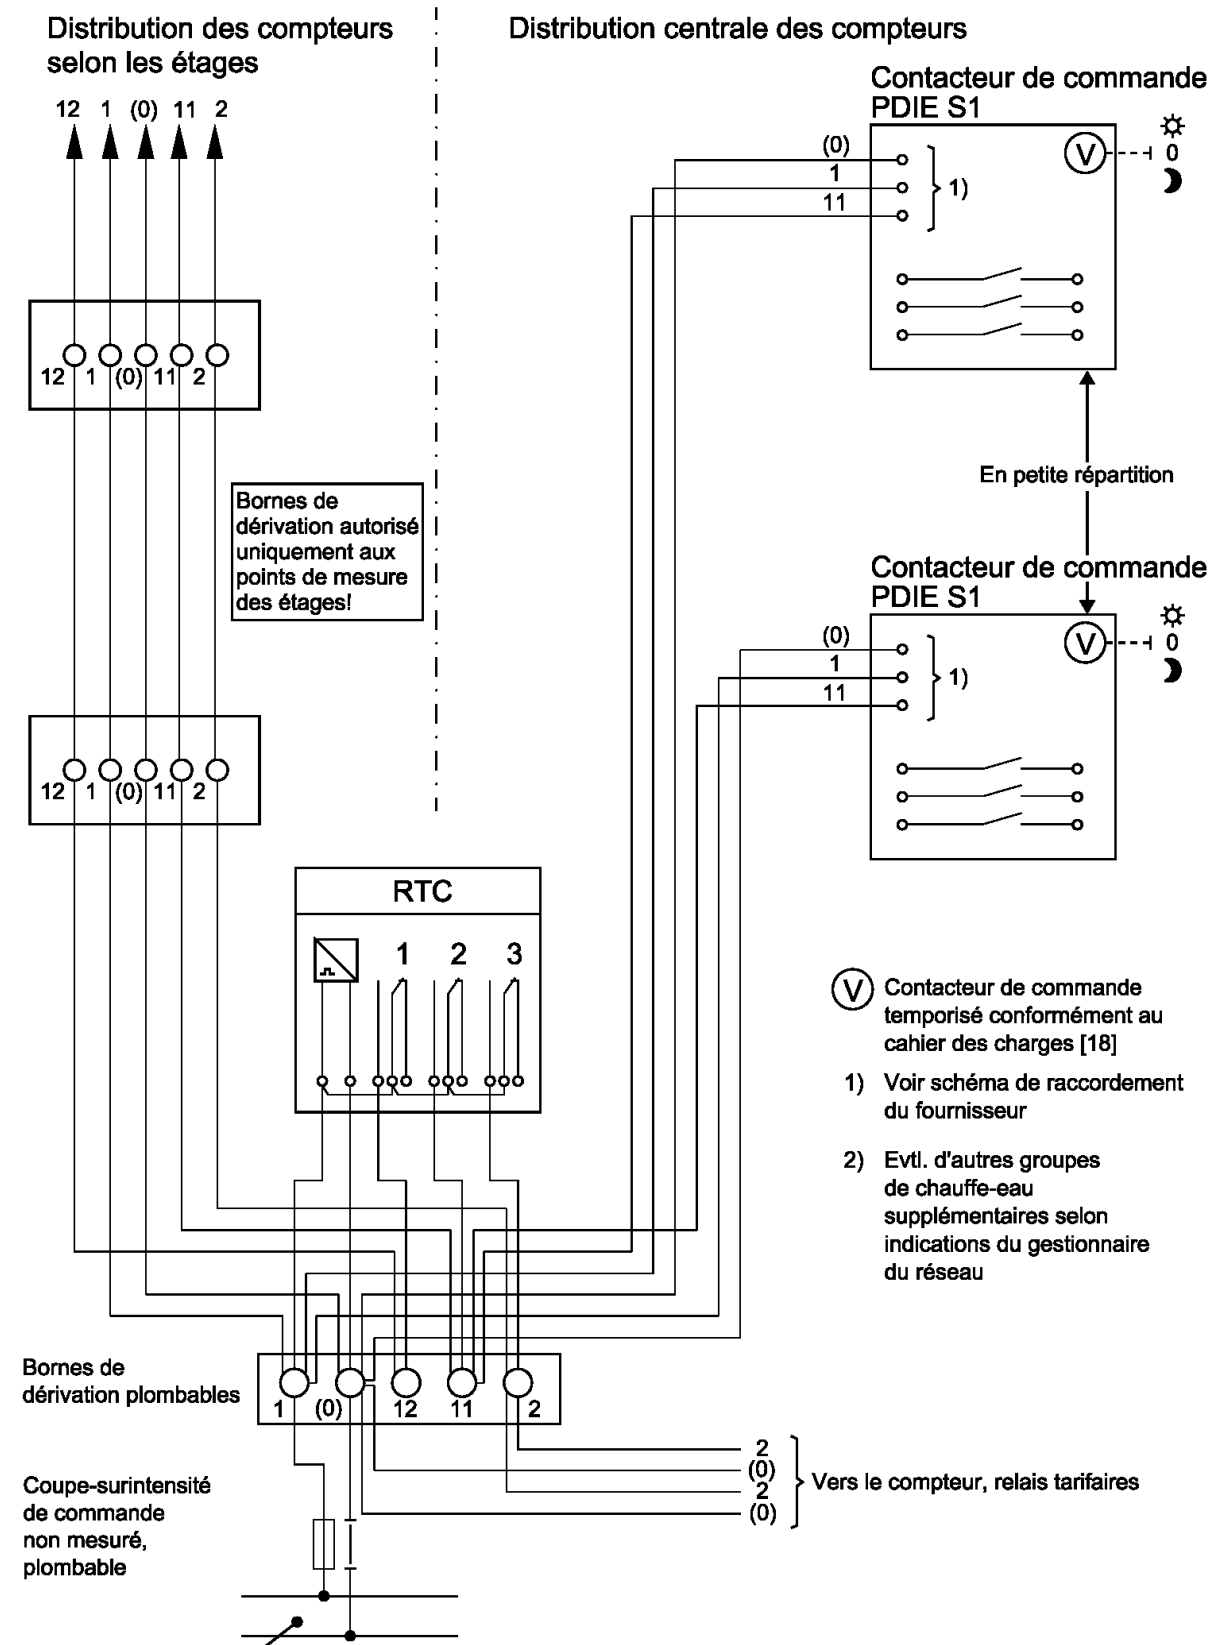 Distribution des compteurs
selon les étages
Distribution centrale des compteurs
12 1 (0) 11 2
Contacteur de commande
PDIE S1
(0)
1
11
1)
V
0
12 1 (0) 11 2
En petite répartition
Bornes de
dérivation autorisé
uniquement aux
points de mesure
des étages!
Contacteur de commande
PDIE S1
(0)
1
11
1)
V
0
12 1 (0) 11 2
RTC
1 2 3
V Contacteur de commande
temporisé conformément au
cahier des charges [18]
1) Voir schéma de raccordement
du fournisseur
2) Evtl. d'autres groupes
de chauffe-eau
supplémentaires selon
indications du gestionnaire
du réseau
Bornes de
dérivation plombables
1 (0) 12 11 2
2
(0)
2
(0)
Vers le compteur, relais tarifaires
Coupe-surintensité
de commande
non mesuré,
plombable